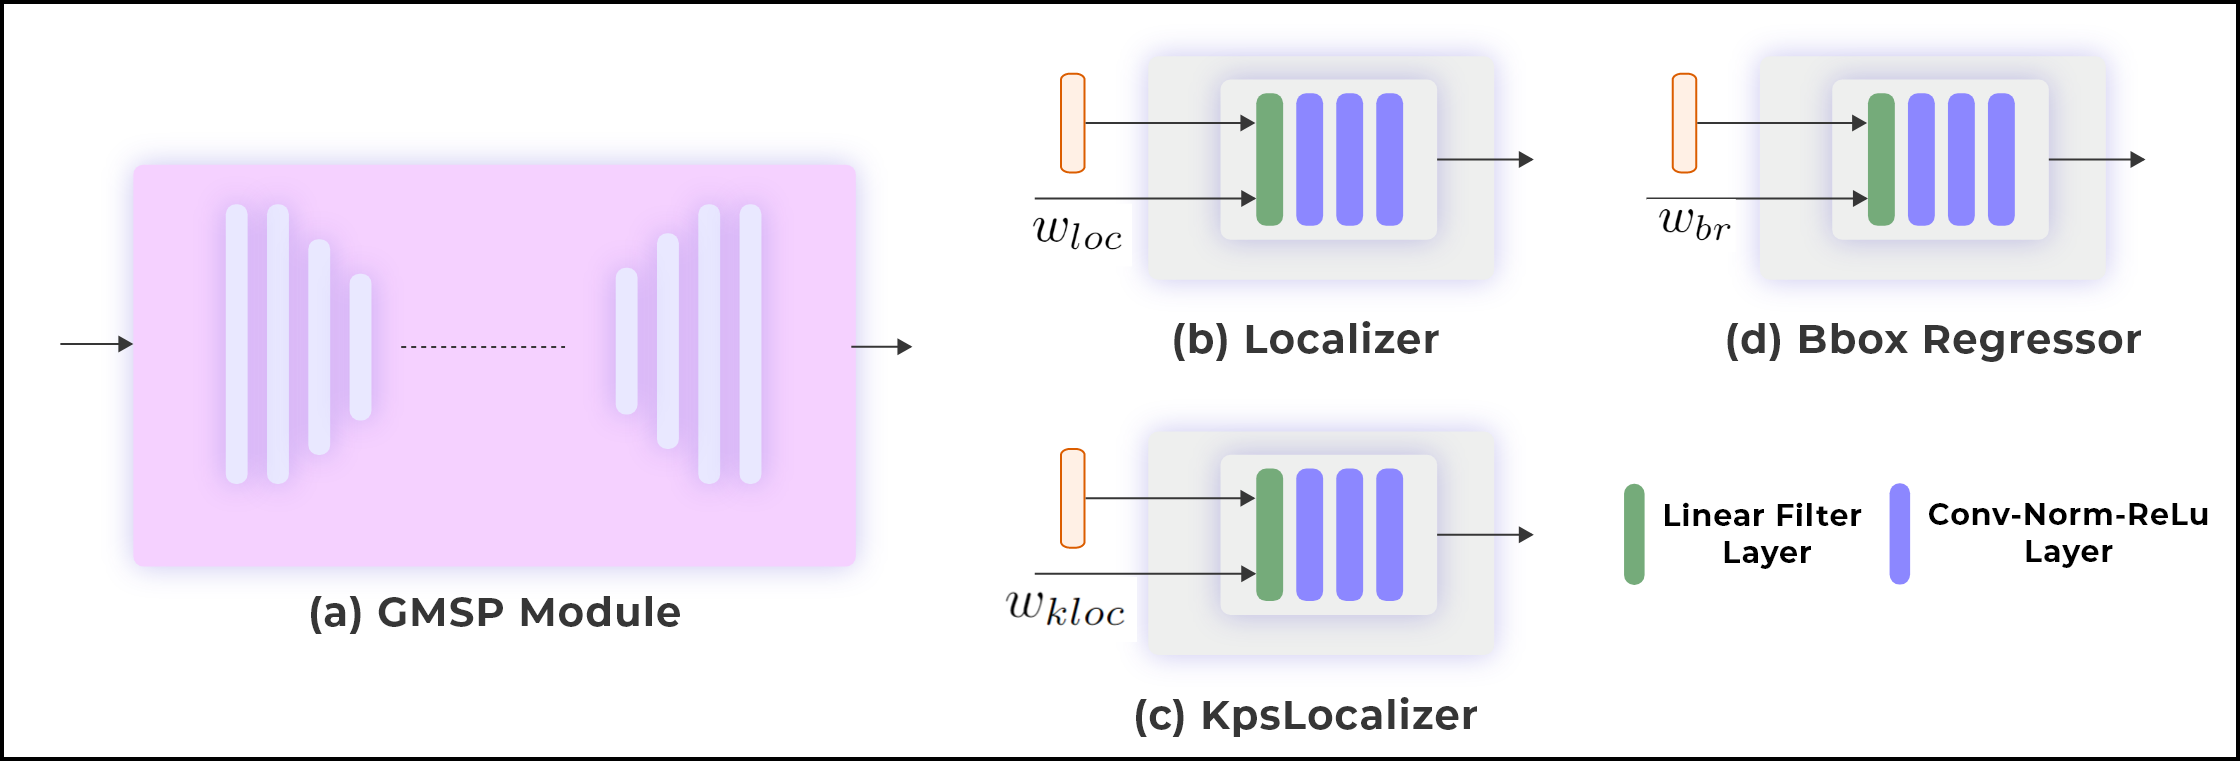 (a) GMSP Module
w_{loc}
(b) Localizer
w_{br}
(d) Bbox Regressor
w_{kloc}
(c) KpsLocalizer
Linear Filter
Layer
Conv-Norm-ReLu
Layer